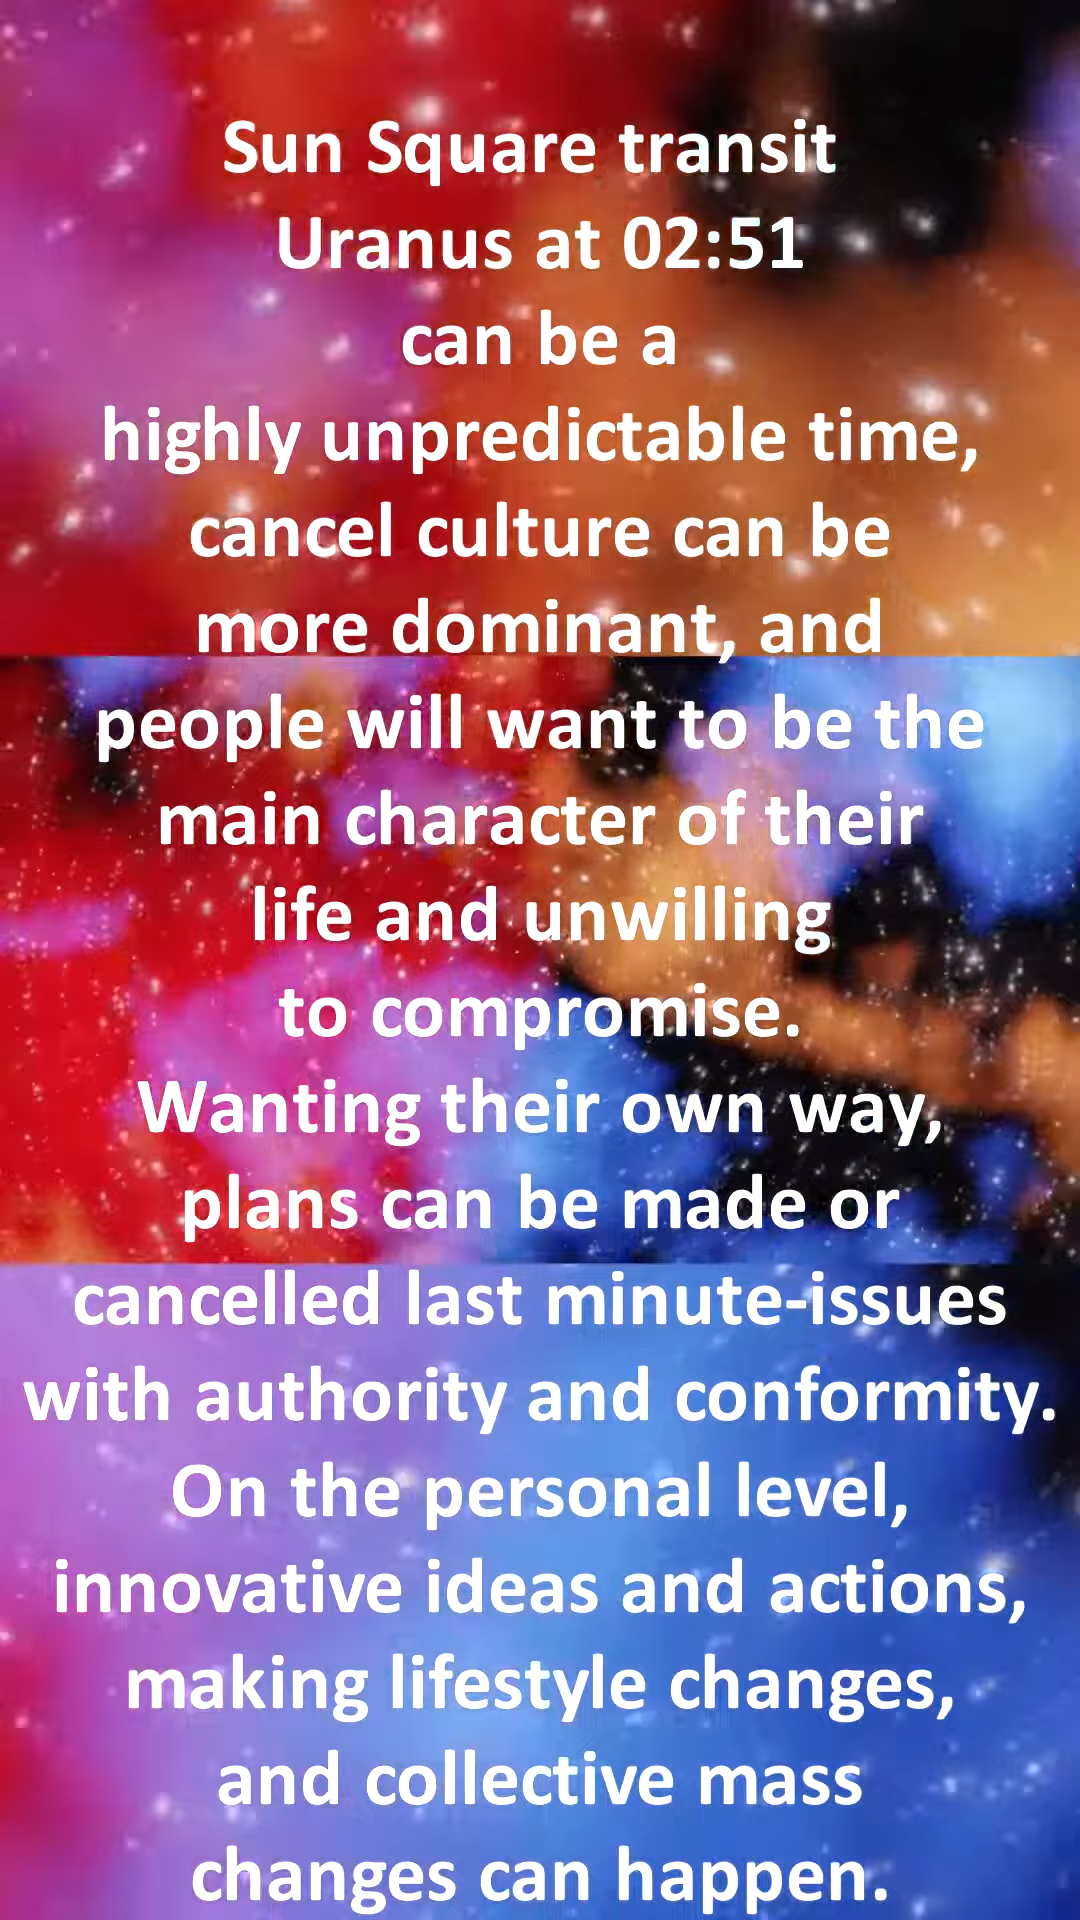 Sun Square transit
Uranus at 02:51
can be a
highly unpredictable time,
cancel culture can be
more dominant, and
people will want to be the
main character of their
life and unwilling
to compromise.
Wanting their own way,
plans can be made or
cancelled last minute-issues
with authority and conformity.
On the personal level,
innovative ideas and actions,
making lifestyle changes,
and collective mass
changes can happen.